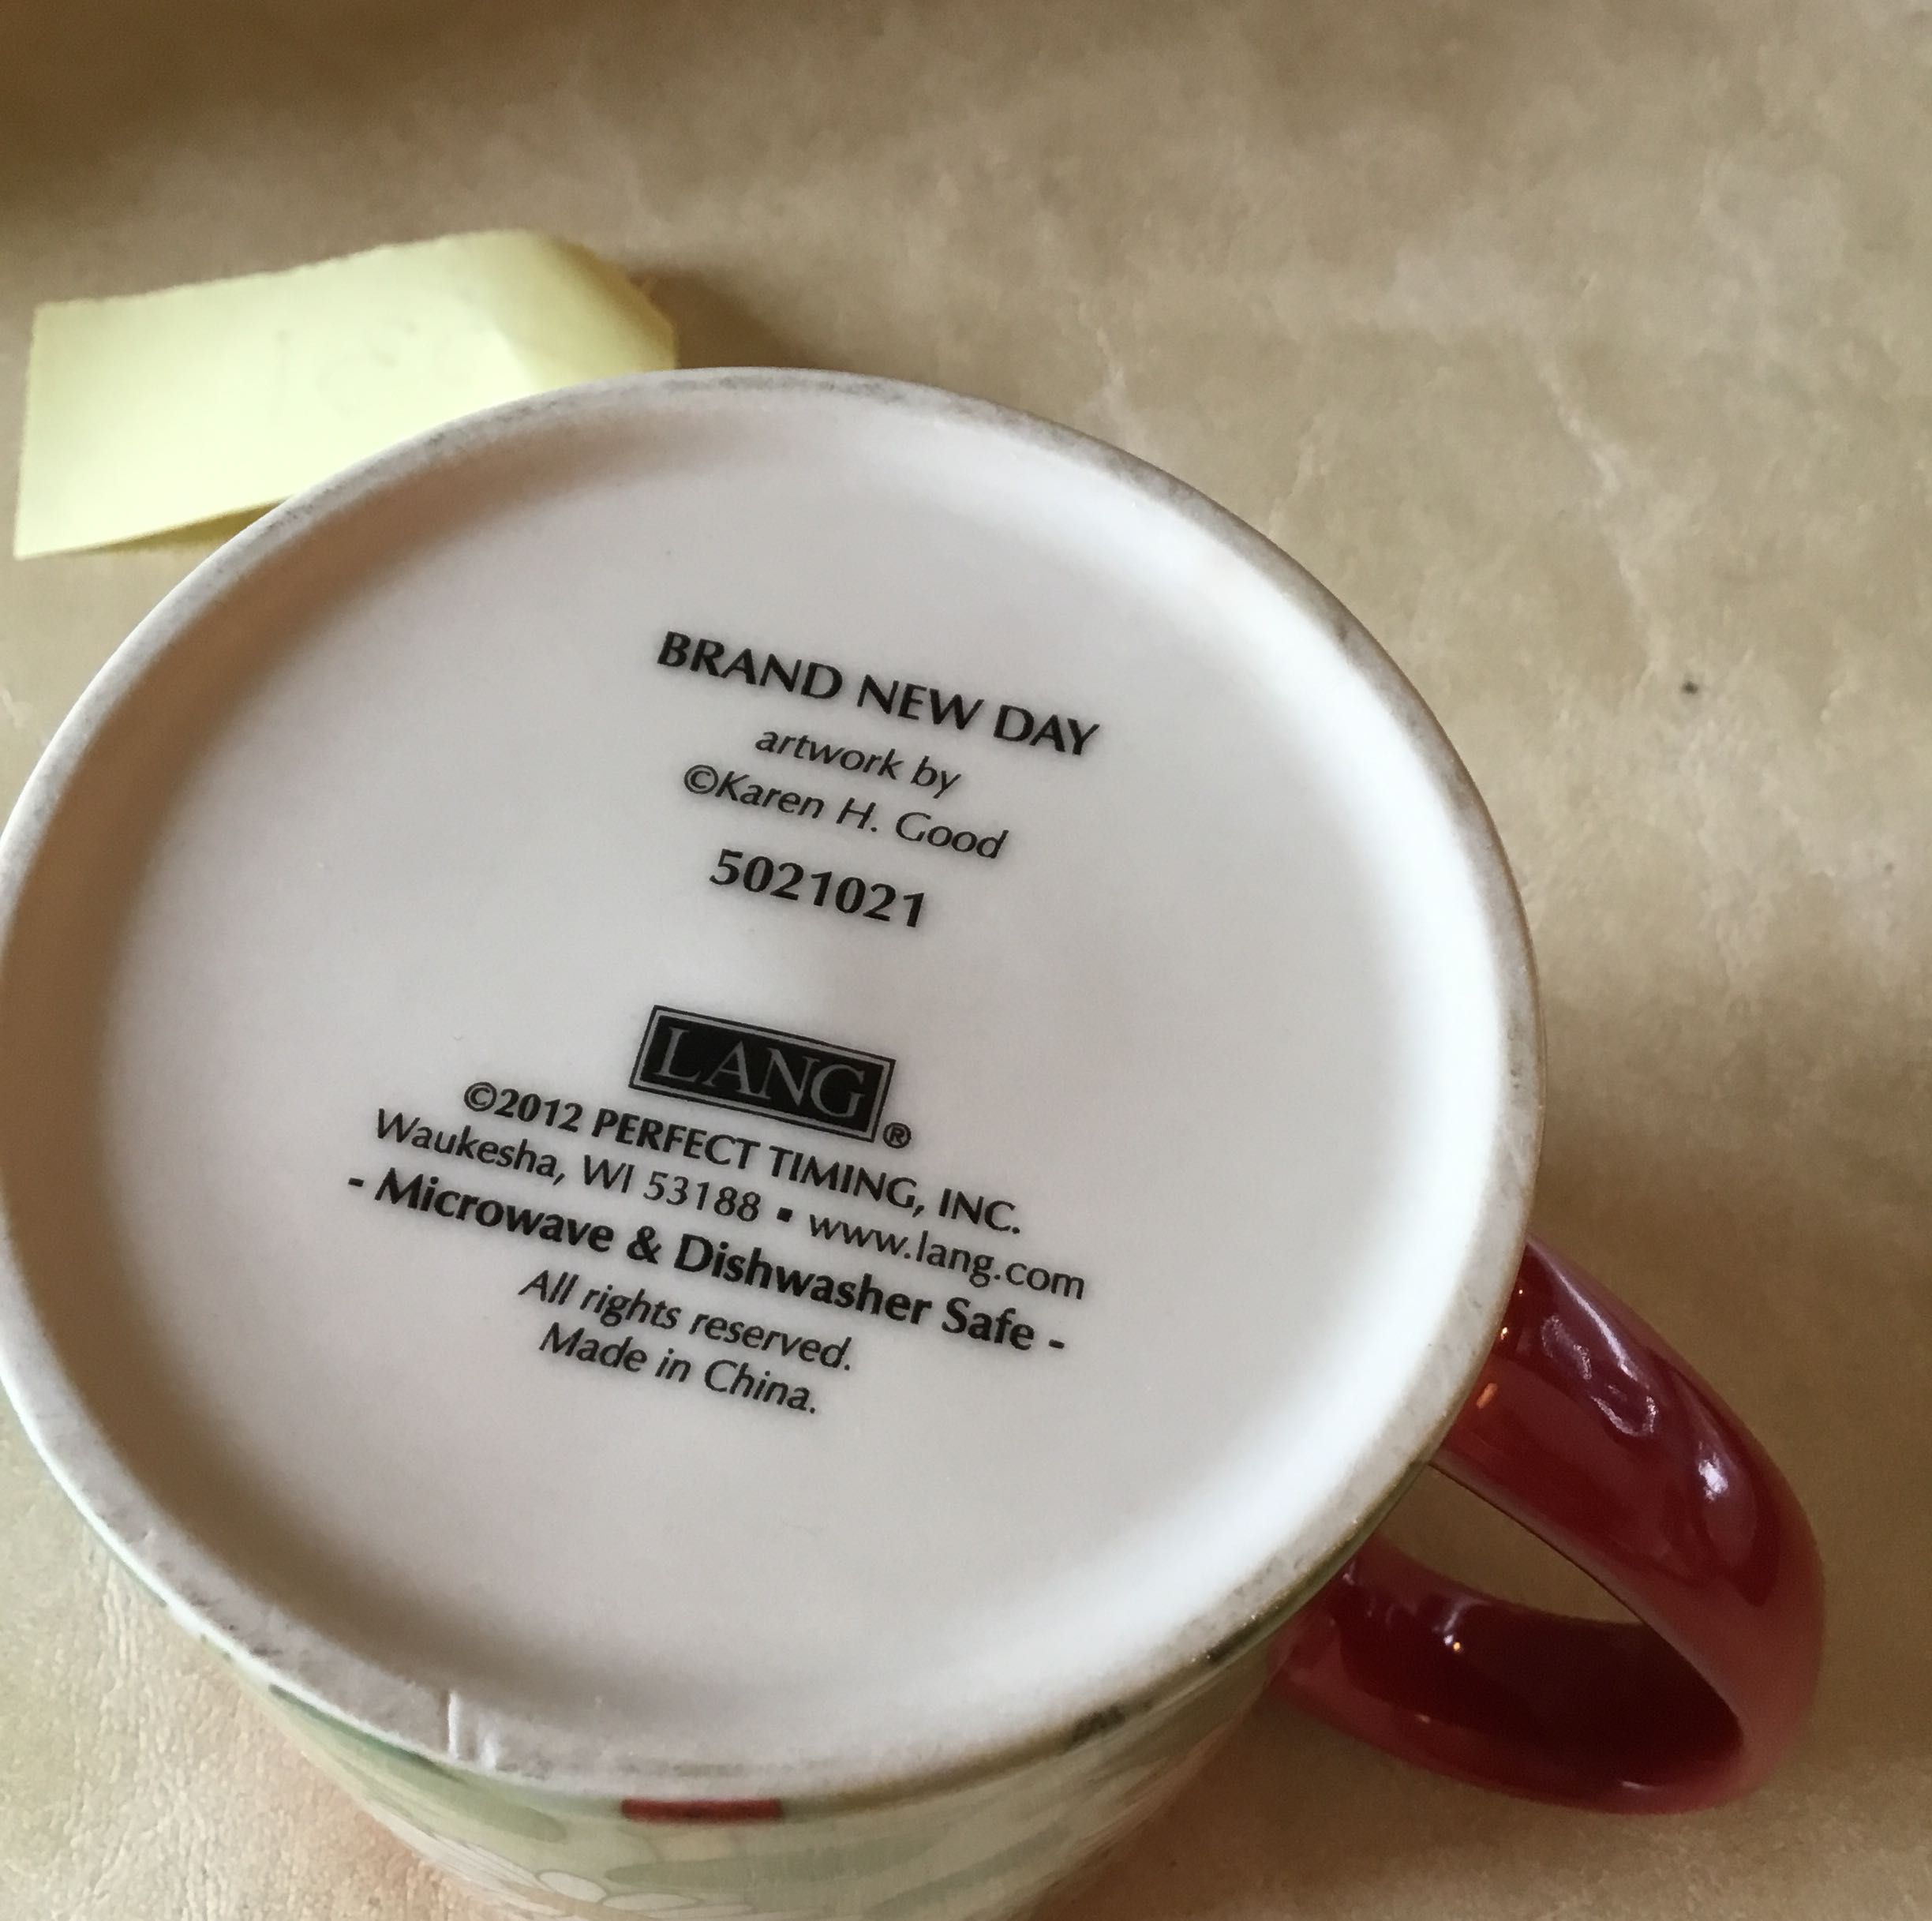 BRAND NEW DAY
artwork by
©Karen H. Good
5021021
LANG®
©2012 PERFECT TIMING, INC.
Waukesha, WI 53188 ▪ www.lang.com
- Microwave & Dishwasher Safe -
All rights reserved.
Made in China.